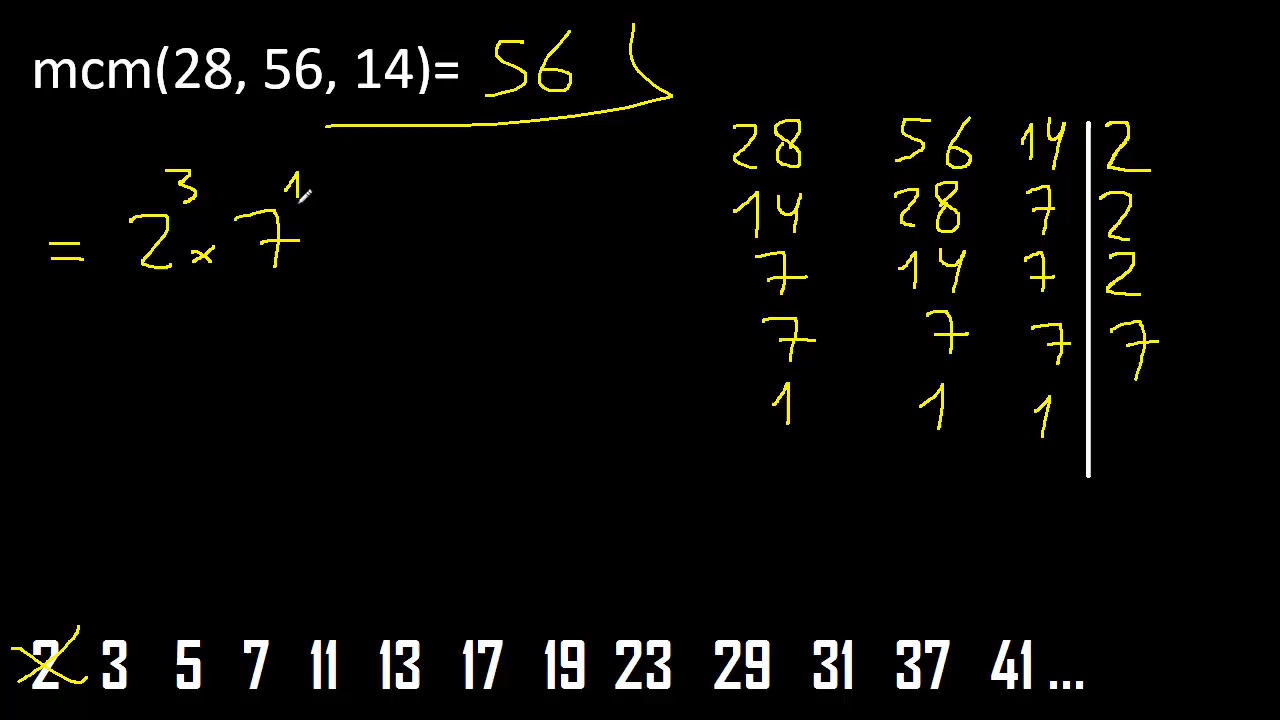 mcm(28, 56, 14)= 56
= 2³ × 7¹
28 56 14 | 2
14 28 7 | 2
7 14 7 | 2
7 7 7 | 7
1 1 1 |
2 3 5 7 11 13 17 19 23 29 31 37 41 ...